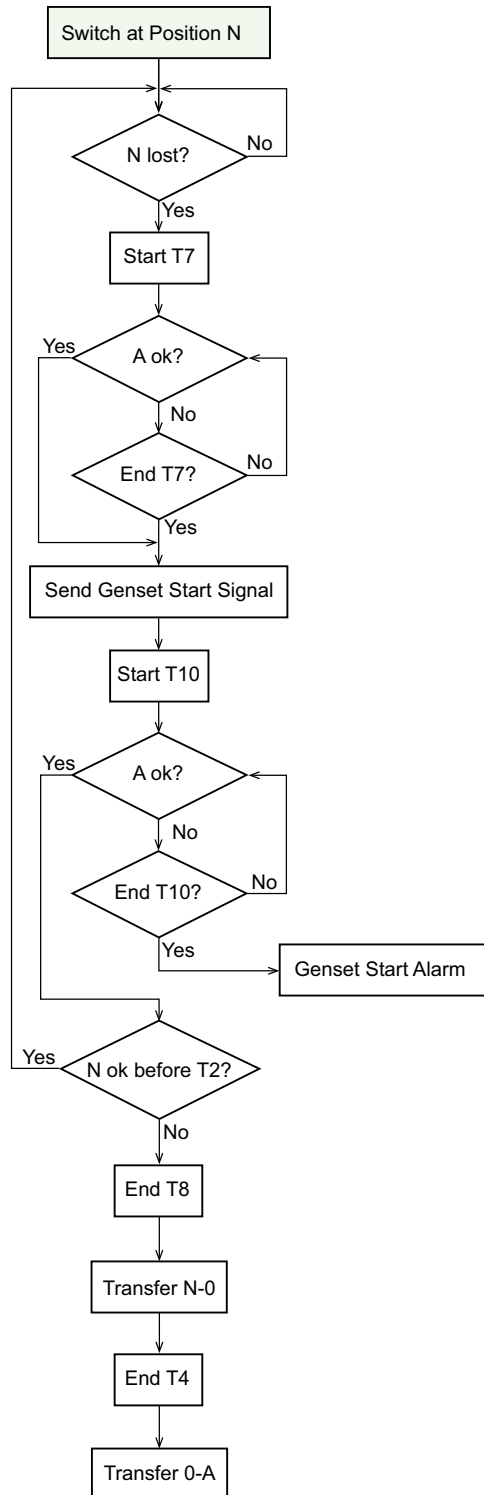 Switch at Position N
N lost?
No
Yes
Start T7
Yes
A ok?
No
End T7?
No
Yes
Send Genset Start Signal
Start T10
Yes
A ok?
No
End T10?
No
Yes
Genset Start Alarm
Yes
N ok before T2?
No
End T8
Transfer N-0
End T4
Transfer 0-A